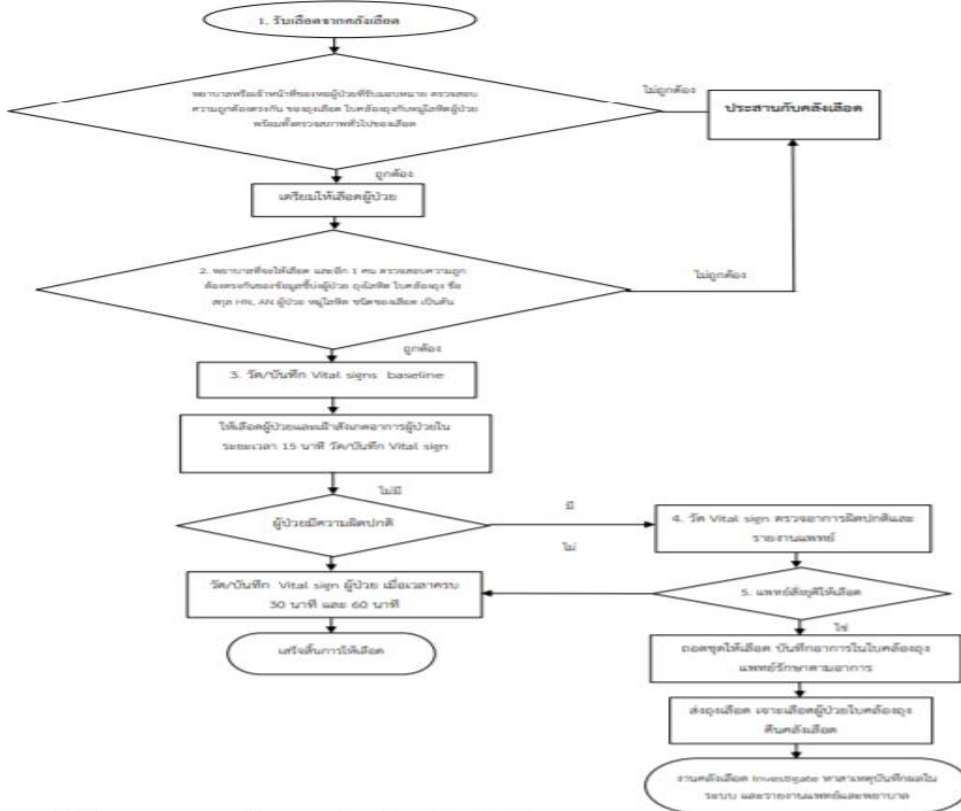 1. รับเลือดจากคลังเลือด
พยาบาลหรือเจ้าหน้าที่ของหอผู้ป่วยที่รับมอบหมาย ตรวจสอบ
ความถูกต้องตรงกัน ของถุงเลือด ใบคล้องถุงกับหมู่โลหิตผู้ป่วย
พร้อมทั้งตรวจสภาพทั่วไปของเลือด
ไม่ถูกต้อง
ประสานกับคลังเลือด
ถูกต้อง
เตรียมให้เลือดผู้ป่วย
2. พยาบาลที่จะให้เลือด และอีก 1 คน ตรวจสอบความถูก
ต้องตรงกันของข้อมูลชี้บ่งผู้ป่วย ถุงโลหิต ใบคล้องถุง ชื่อ
สกุล HN, AN ผู้ป่วย หมู่โลหิต ชนิดของเลือด เป็นต้น
ไม่ถูกต้อง
ถูกต้อง
3. วัด/บันทึก Vital signs baseline
ให้เลือดผู้ป่วยและเฝ้าสังเกตอาการผู้ป่วยใน
ระยะเวลา 15 นาที วัด/บันทึก Vital sign
ไม่มี
ผู้ป่วยมีความผิดปกติ
มี
4. วัด Vital sign ตรวจอาการผิดปกติและ
รายงานแพทย์
ไม่
วัด/บันทึก Vital sign ผู้ป่วย เมื่อเวลาครบ
30 นาที และ 60 นาที
5. แพทย์สั่งยุติให้เลือด
ใช่
เสร็จสิ้นการให้เลือด
ถอดชุดให้เลือด บันทึกอาการในใบคล้องถุง
แพทย์รักษาตามอาการ
ส่งถุงเลือด เจาะเลือดผู้ป่วยใบคล้องถุง
คืนคลังเลือด
งานคลังเลือด Investigate หาสาเหตุบันทึกผลใน
ระบบ และรายงานแพทย์และพยาบาล